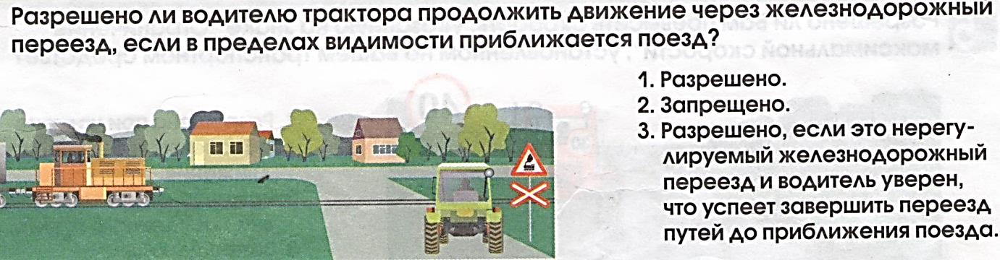 Разрешено ли водителю трактора продолжить движение через железнодорожный
переезд, если в пределах видимости приближается поезд?
1. Разрешено.
2. Запрещено.
3. Разрешено, если это нерегу-
лируемый железнодорожный
переезд и водитель уверен,
что успеет завершить переезд
путей до приближения поезда.